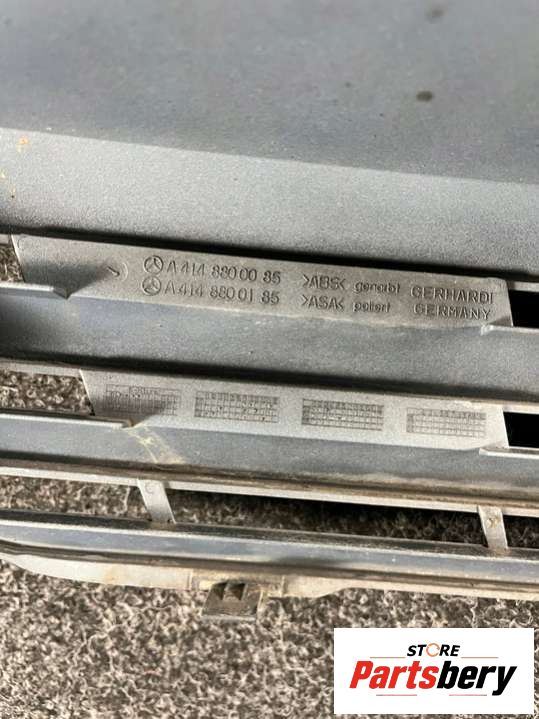 A 414 880 00 85 >ABS< genarbt GERHARDI
A 414 880 01 85 >ASA< poliert GERMANY
STORE
Partsbery